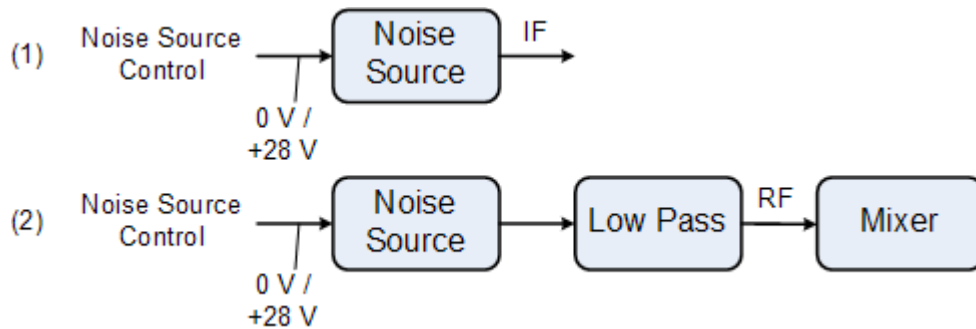 (1)
Noise Source
Control
0 V /
+28 V
Noise
Source
IF
(2)
Noise Source
Control
0 V /
+28 V
Noise
Source
Low Pass
RF
Mixer